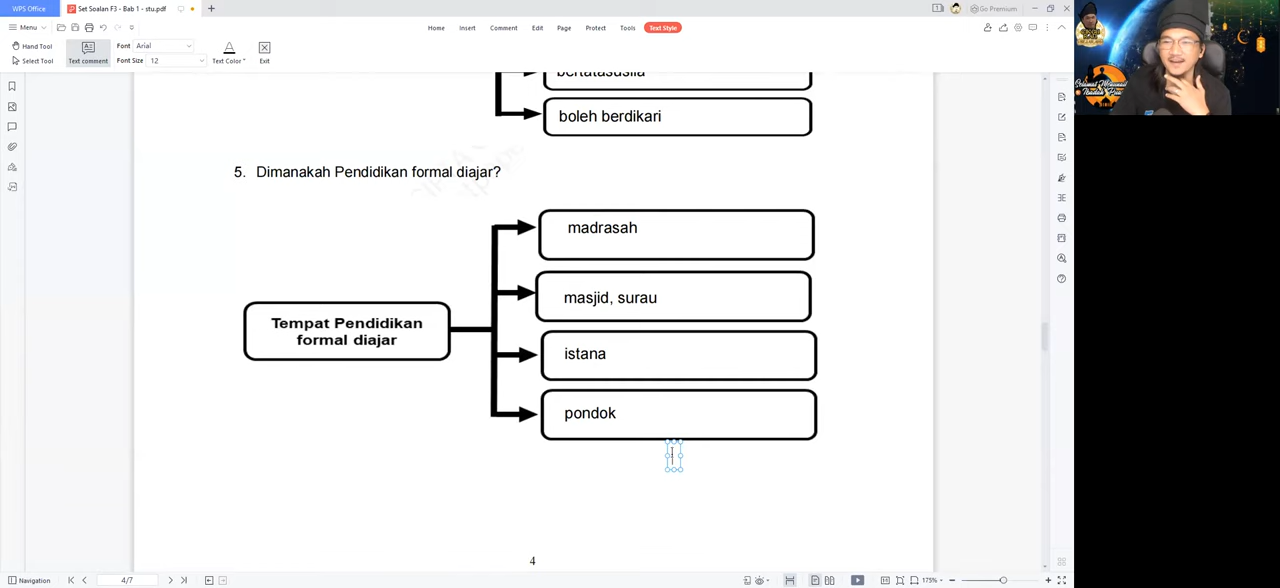 WPS Office
Set Soalan F3 - Bab 1 - stu.pdf
Go Premium
Menu
Home
Insert
Comment
Edit
Page
Protect
Tools
Text Style
Hand Tool
Select Tool
Text comment
Font Arial
Font Size 12
Text Color
Exit
bertatasusila
boleh berdikari
5. Dimanakah Pendidikan formal diajar?
madrasah
masjid, surau
Tempat Pendidikan
formal diajar
istana
pondok
4
Navigation
4/7
175%